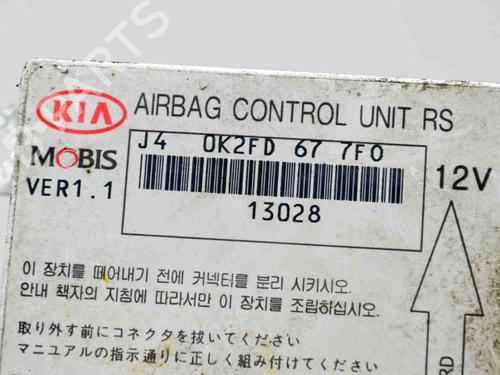 KIA
AIRBAG CONTROL UNIT RS
MOBIS
VER1.1
J4 0K2FD 67 7F0
13028
12V
이 장치를 떼어내기 전에 커넥터를 분리 시키시오.
안내 책자의 지침에 따라서만 이 장치를 조립하십시오.
取り外す前にコネクタを抜いてください。
マニュアルの指示通りに正しく組み付けてください。